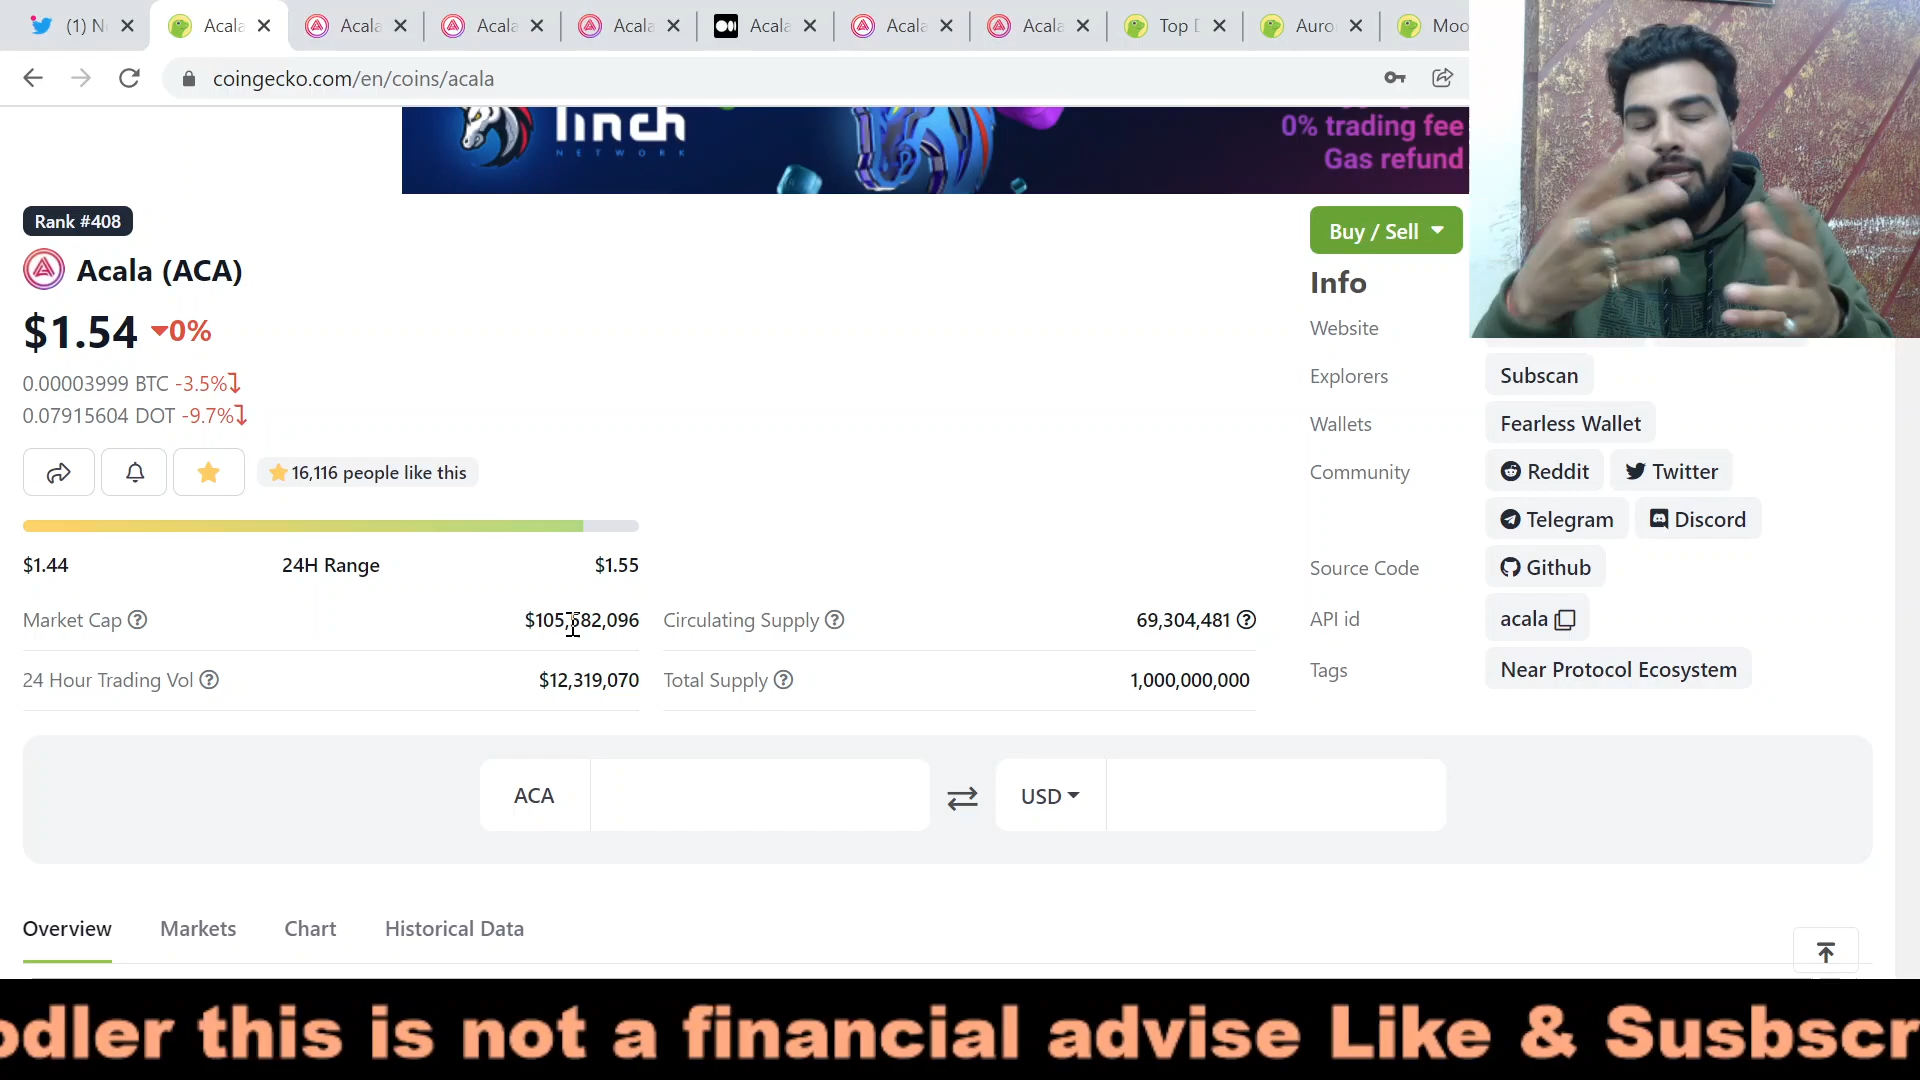 (1) N
Acala
Acala
Acala
Acala
Acala
Acala
Acala
Top
Auro
Moo
coingecko.com/en/coins/acala
1inch
NETWORK
0% trading fee
Gas refund
Rank #408
Acala (ACA)
$1.54 0%
0.00003999 BTC -3.5%
0.07915604 DOT -9.7%
16,116 people like this
$1.44 24H Range $1.55
Market Cap $105,582,096 Circulating Supply 69,304,481
24 Hour Trading Vol $12,319,070 Total Supply 1,000,000,000
Buy / Sell
Info
Website
Explorers Subscan
Wallets Fearless Wallet
Community Reddit Twitter
Telegram Discord
Source Code Github
API id acala
Tags Near Protocol Ecosystem
ACA USD
Overview Markets Chart Historical Data
odler this is not a financial advise Like & Susbscr